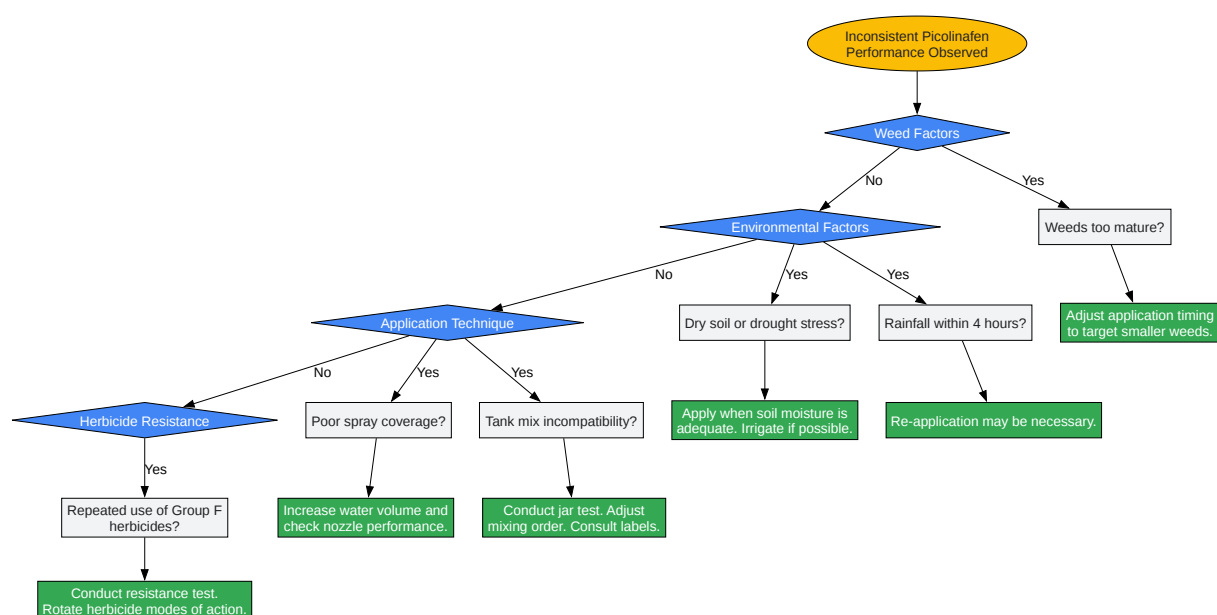 Inconsistent Picolinafen
Performance Observed
Weed Factors
No
Yes
Environmental Factors
Weeds too mature?
No
Yes
Yes
Application Technique
Dry soil or drought stress?
Rainfall within 4 hours?
Adjust application timing
to target smaller weeds.
No
Yes
Yes
Herbicide Resistance
Poor spray coverage?
Tank mix incompatibility?
Apply when soil moisture is
adequate. Irrigate if possible.
Re-application may be necessary.
Yes
Repeated use of Group F
herbicides?
Increase water volume and
check nozzle performance.
Conduct jar test. Adjust
mixing order. Consult labels.
Conduct resistance test.
Rotate herbicide modes of action.